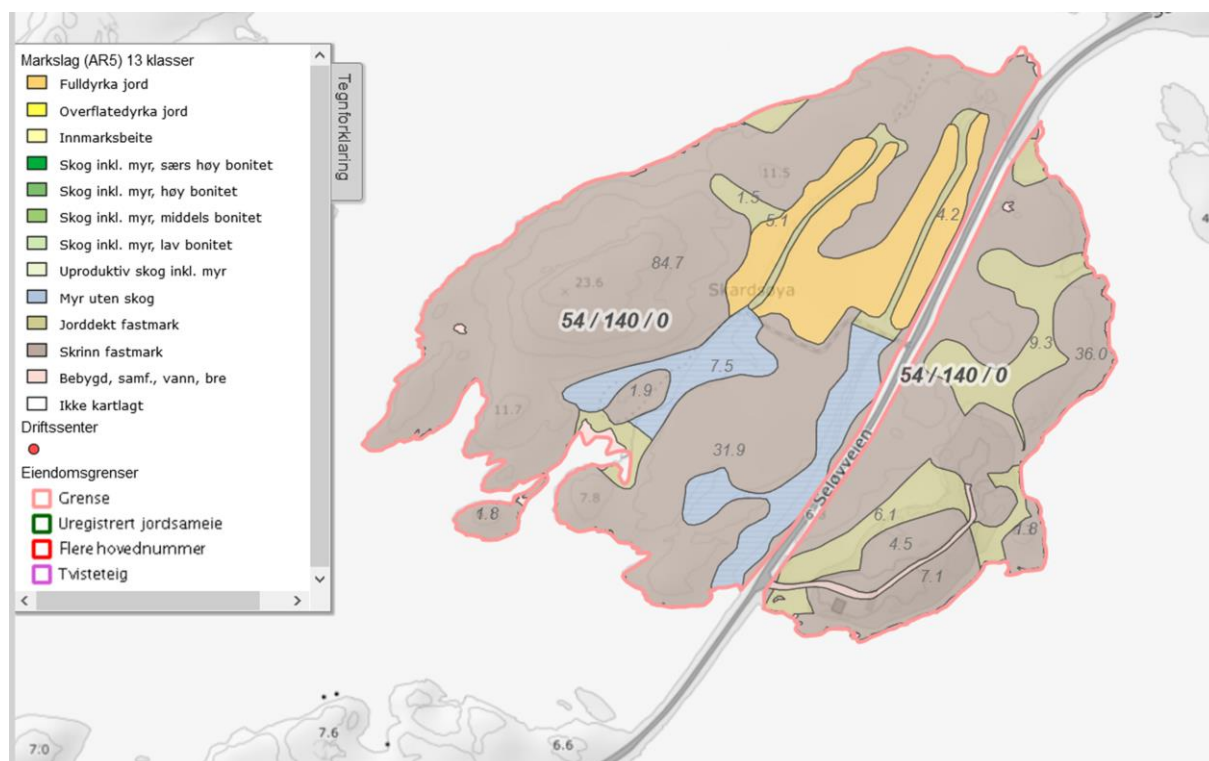 Markslag (AR5) 13 klasser
Fulldyrka jord
Overflatedyrka jord
Innmarksbeite
Skog inkl. myr, særs høy bonitet
Skog inkl. myr, høy bonitet
Skog inkl. myr, middels bonitet
Skog inkl. myr, lav bonitet
Uproduktiv skog inkl. myr
Myr uten skog
Jorddekt fastmark
Skrinn fastmark
Bebygd, samf., vann, bre
Ikke kartlagt
Driftssenter
Eiendomsgrenser
Grense
Uregistrert jordsameie
Flere hovednummer
Tvisteteig
Tegnforklaring
11.5
1.5
5.1
4.2
84.7
23.6
Skardsøya
54 / 140 / 0
9.3
36.0
7.5
54 / 140 / 0
1.9
11.7
31.9
Seløyveien
7.8
1.8
6.1
1.8
4.5
7.1
7.6
7.0
6.6